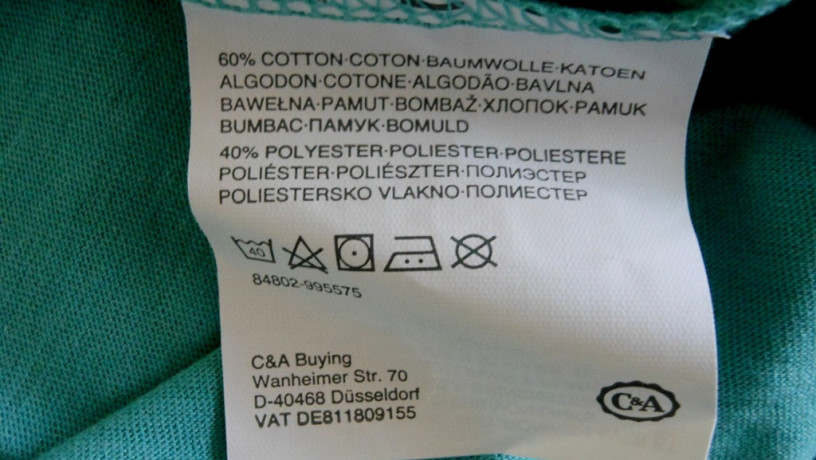 60% COTTON·COTON·BAUMWOLLE·KATOEN
ALGODON·COTONE·ALGODÃO·BAVLNA
BAWEŁNA·PAMUT·BOMBAŽ·ХЛОПОК·PAMUK
BUMBAC·ПАМУК·BOMULD
40% POLYESTER·POLIESTER·POLIESTERE
POLIÉSTER·POLIÉSZTER·ПОЛИЭСТЕР
POLIESTERSKO VLAKNO·ПОЛИЕСТЕР
40
84802-995575
C&A Buying
Wanheimer Str. 70
D-40468 Düsseldorf
VAT DE811809155
C&A